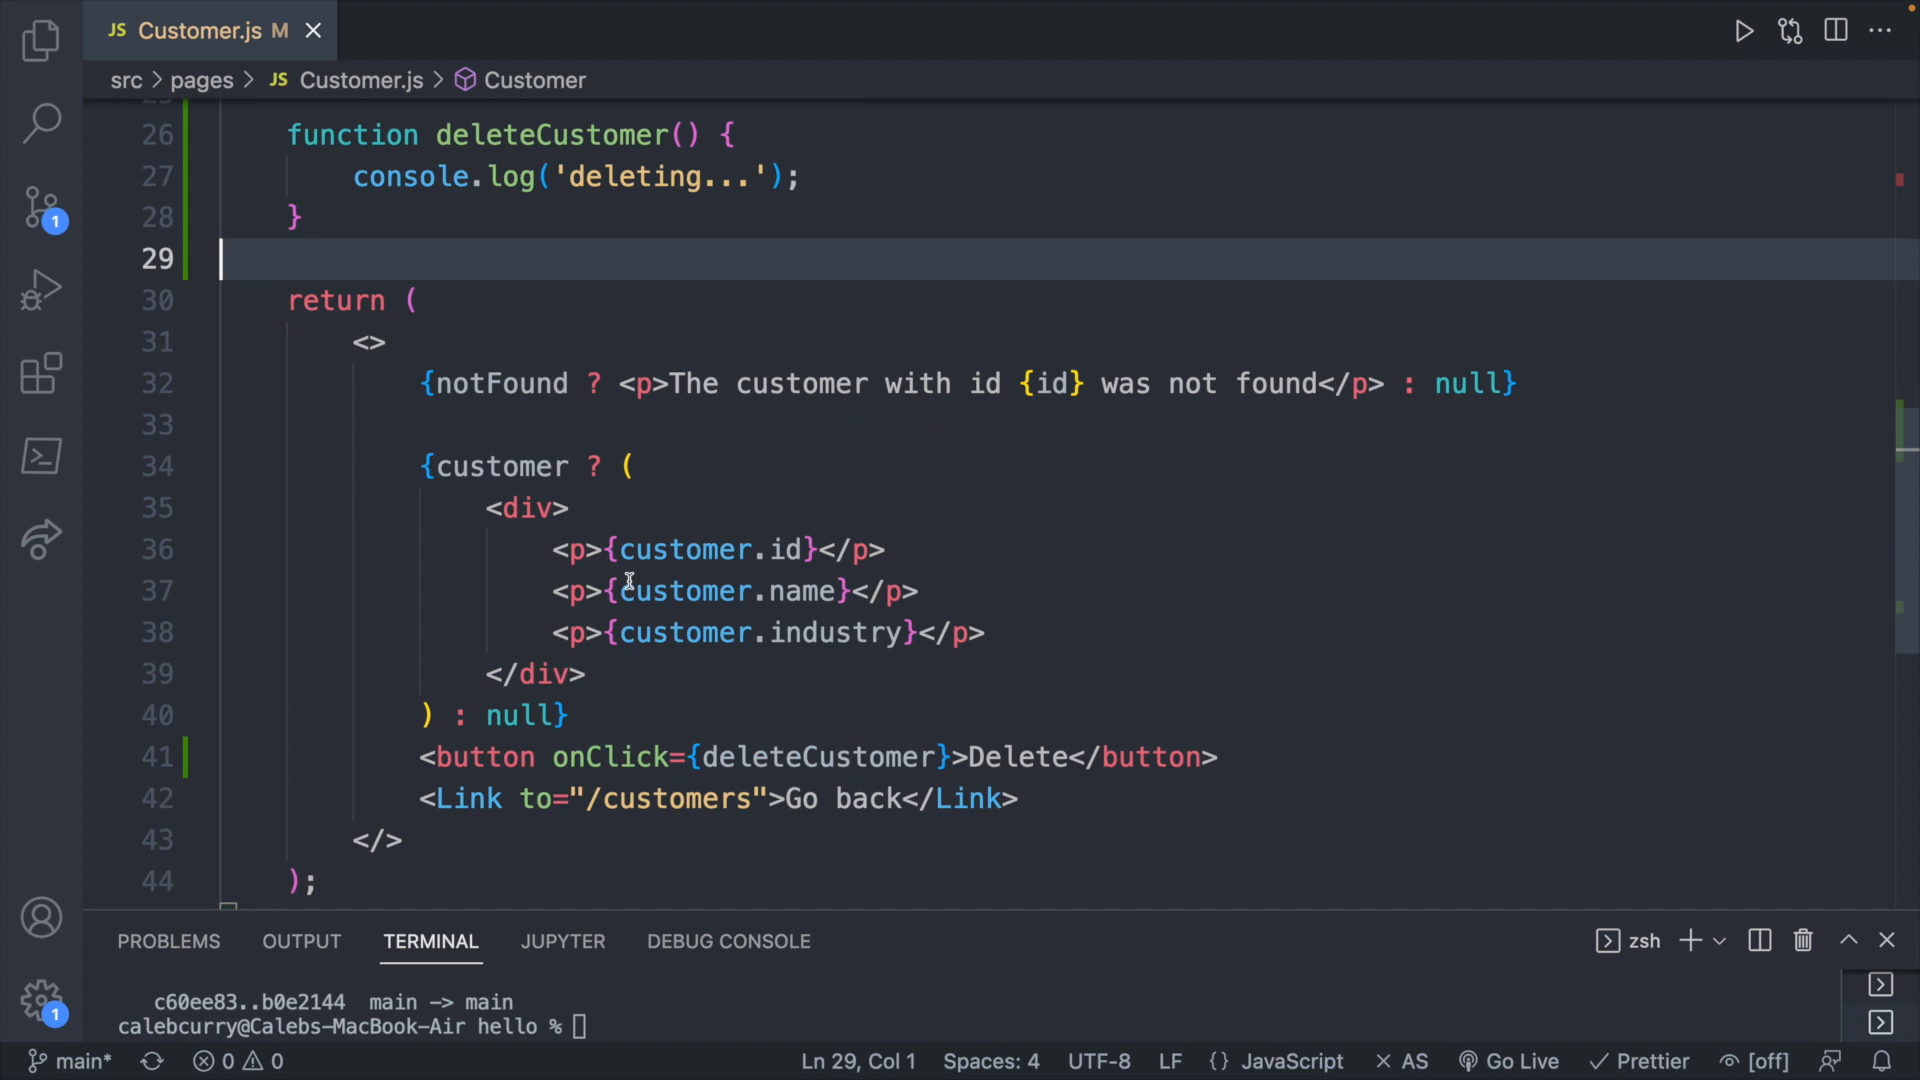 JS Customer.js M
src > pages > JS Customer.js > Customer
26 function deleteCustomer() {
27 console.log('deleting...');
28 }
29
30 return (
31 <>
32 {notFound ? <p>The customer with id {id} was not found</p> : null}
33
34 {customer ? (
35 <div>
36 <p>{customer.id}</p>
37 <p>{customer.name}</p>
38 <p>{customer.industry}</p>
39 </div>
40 ) : null}
41 <button onClick={deleteCustomer}>Delete</button>
42 <Link to="/customers">Go back</Link>
43 </>
44 );
1
1
PROBLEMS OUTPUT TERMINAL JUPYTER DEBUG CONSOLE zsh
c60ee83..b0e2144 main -> main
calebcurry@Calebs-MacBook-Air hello %
main* 0 0 Ln 29, Col 1 Spaces: 4 UTF-8 LF {} JavaScript AS Go Live Prettier [off]